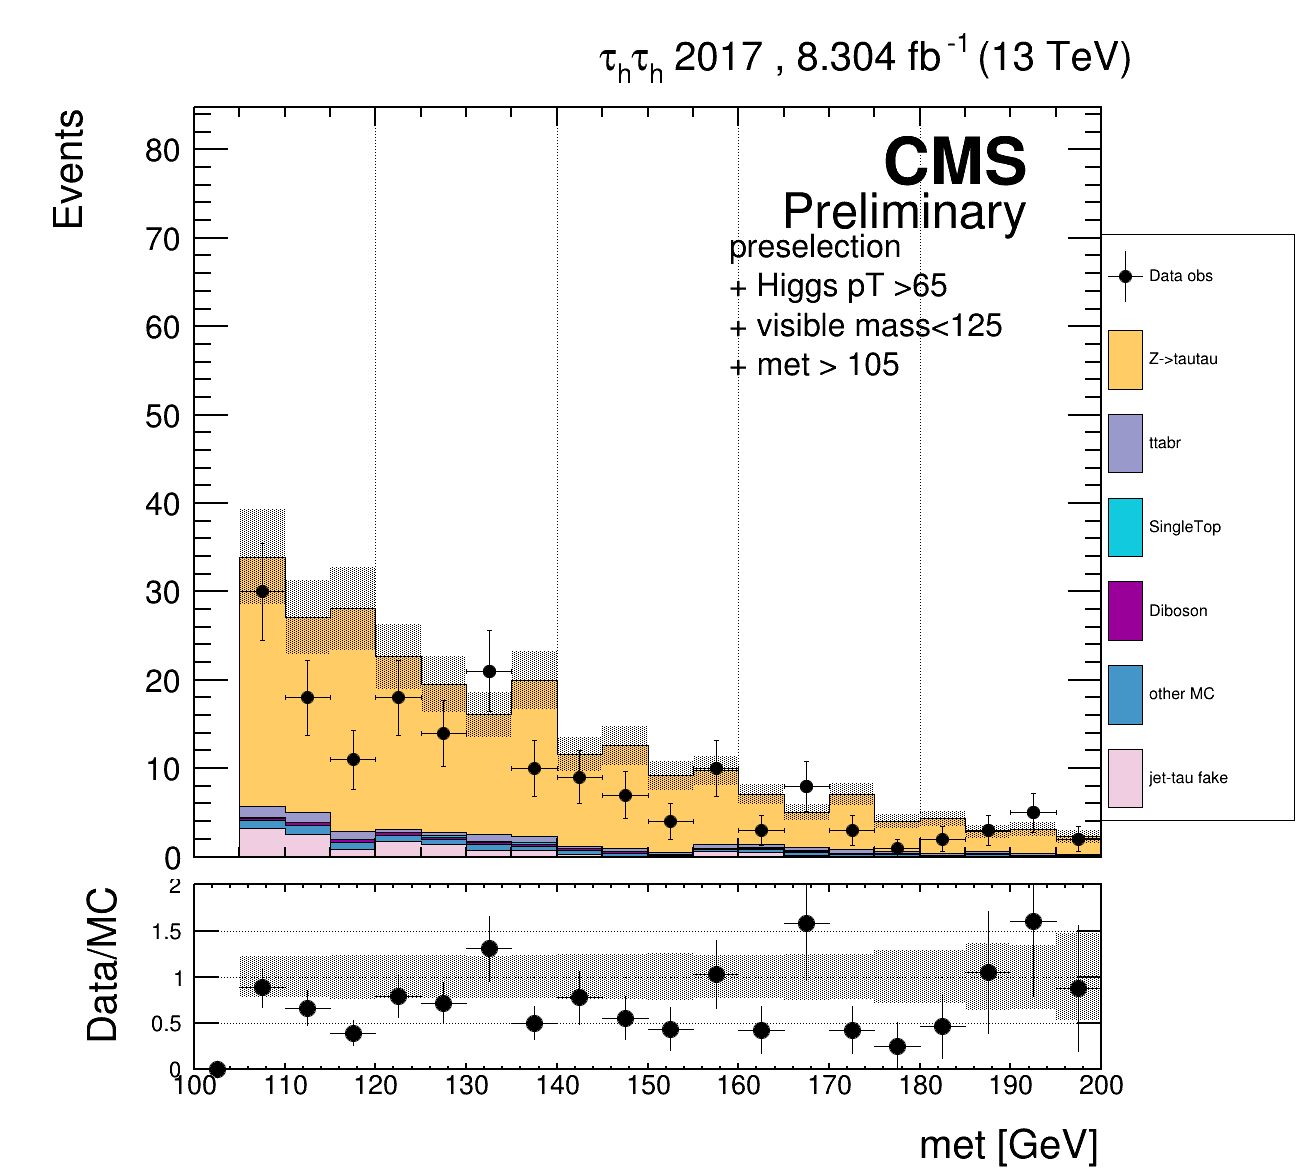 τhτh 2017 , 8.304 fb-1 (13 TeV)
Events
80
70
60
50
40
30
20
10
0
CMS
Preliminary
preselection
+ Higgs pT >65
+ visible mass<125
+ met > 105
Data obs
Z->tautau
ttabr
SingleTop
Diboson
other MC
jet-tau fake
Data/MC
2
1.5
1
0.5
0
100 110 120 130 140 150 160 170 180 190 200
met [GeV]